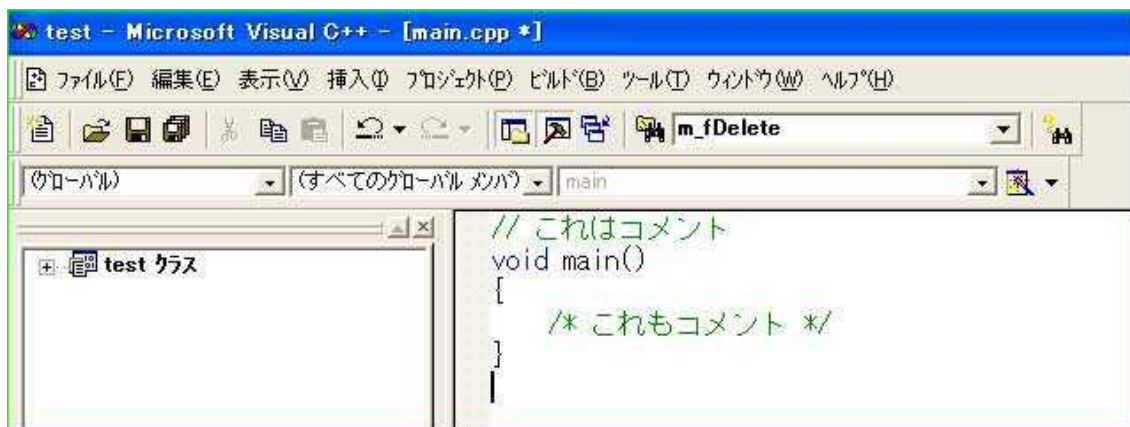 test - Microsoft Visual C++ - [main.cpp *]
ﾌｧｲﾙ(F) 編集(E) 表示(V) 挿入(I) ﾌﾟﾛｼﾞｪｸﾄ(P) ﾋﾞﾙﾄﾞ(B) ﾂｰﾙ(T) ｳｨﾝﾄﾞｳ(W) ﾍﾙﾌﾟ(H)
m_fDelete
(ｸﾞﾛｰﾊﾞﾙ) (すべてのｸﾞﾛｰﾊﾞﾙ ﾒﾝﾊﾞ) main
test ｸﾗｽ
// これはコメント
void main()
{
/* これもコメント */
}